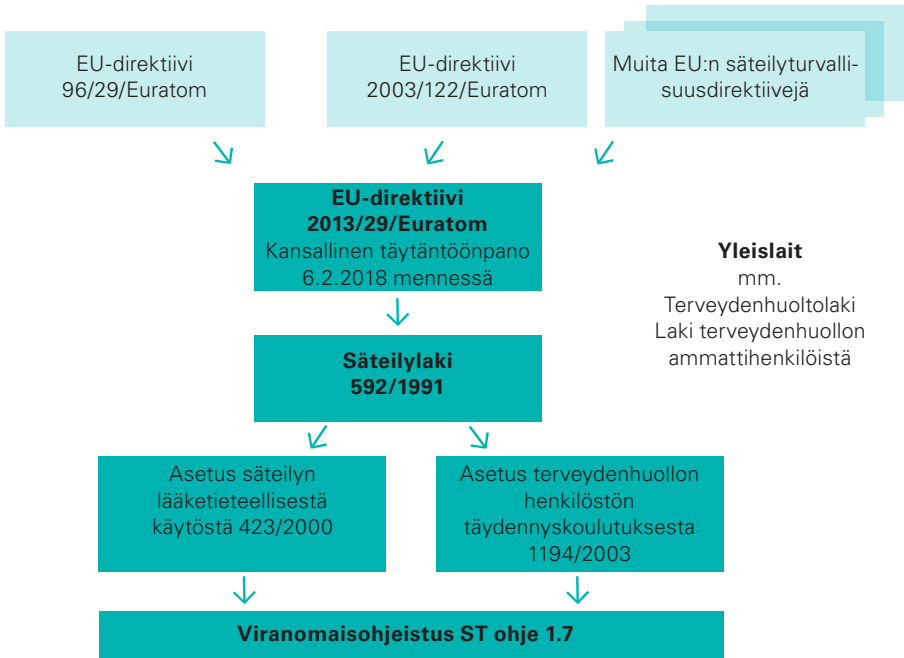 EU-direktiivi
96/29/Euratom
EU-direktiivi
2003/122/Euratom
Muita EU:n säteilyturvalli-
suusdirektiivejä
EU-direktiivi
2013/29/Euratom
Kansallinen täytäntöönpano
6.2.2018 mennessä
Yleislait
mm.
Terveydenhuoltolaki
Laki terveydenhuollon
ammattihenkilöistä
Säteilylaki
592/1991
Asetus säteilyn
lääketieteellisestä
käytöstä 423/2000
Asetus terveydenhuollon
henkilöstön
täydennyskoulutuksesta
1194/2003
Viranomaisohjeistus ST ohje 1.7